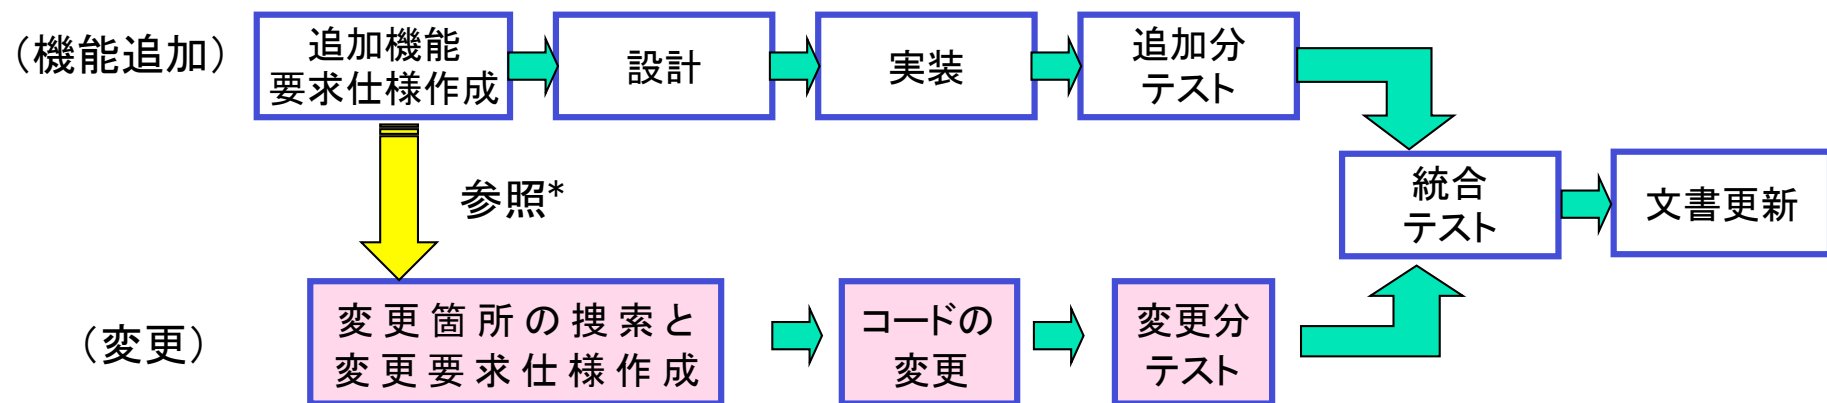 （機能追加）
追加機能
要求仕様作成
設計
実装
追加分
テスト
参照*
統合
テスト
文書更新
（変更）
変更箇所の捜索と
変更要求仕様作成
コードの
変更
変更分
テスト